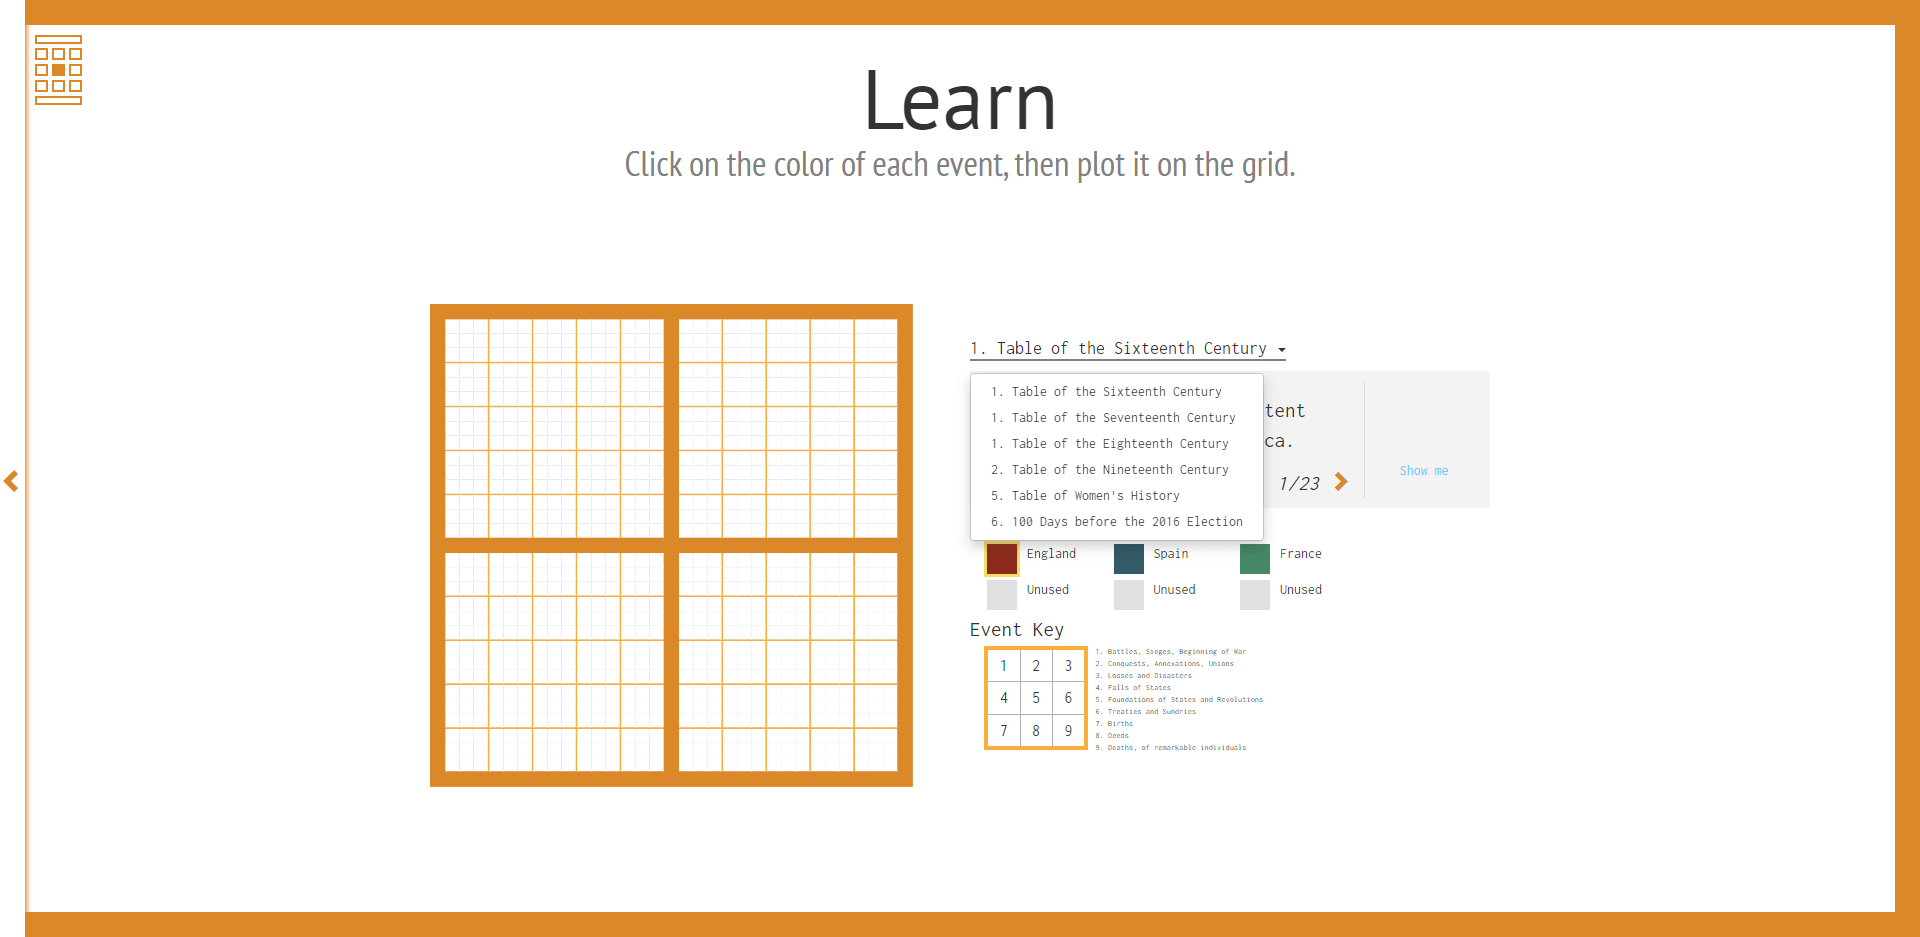 Learn
Click on the color of each event, then plot it on the grid.
1. Table of the Sixteenth Century
1. Table of the Sixteenth Century
1. Table of the Seventeenth Century
1. Table of the Eighteenth Century
2. Table of the Nineteenth Century
5. Table of Women's History
6. 100 Days before the 2016 Election
tent
ca.
1/23
Show me
England Spain France
Unused Unused Unused
Event Key
1 2 3
4 5 6
7 8 9
1. Battles, Sieges, Beginning of War
2. Conquests, Annexations, Unions
3. Losses and Disasters
4. Falls of States
5. Foundations of States and Revolutions
6. Treaties and Sundries
7. Births
8. Deeds
9. Deaths, of remarkable individuals